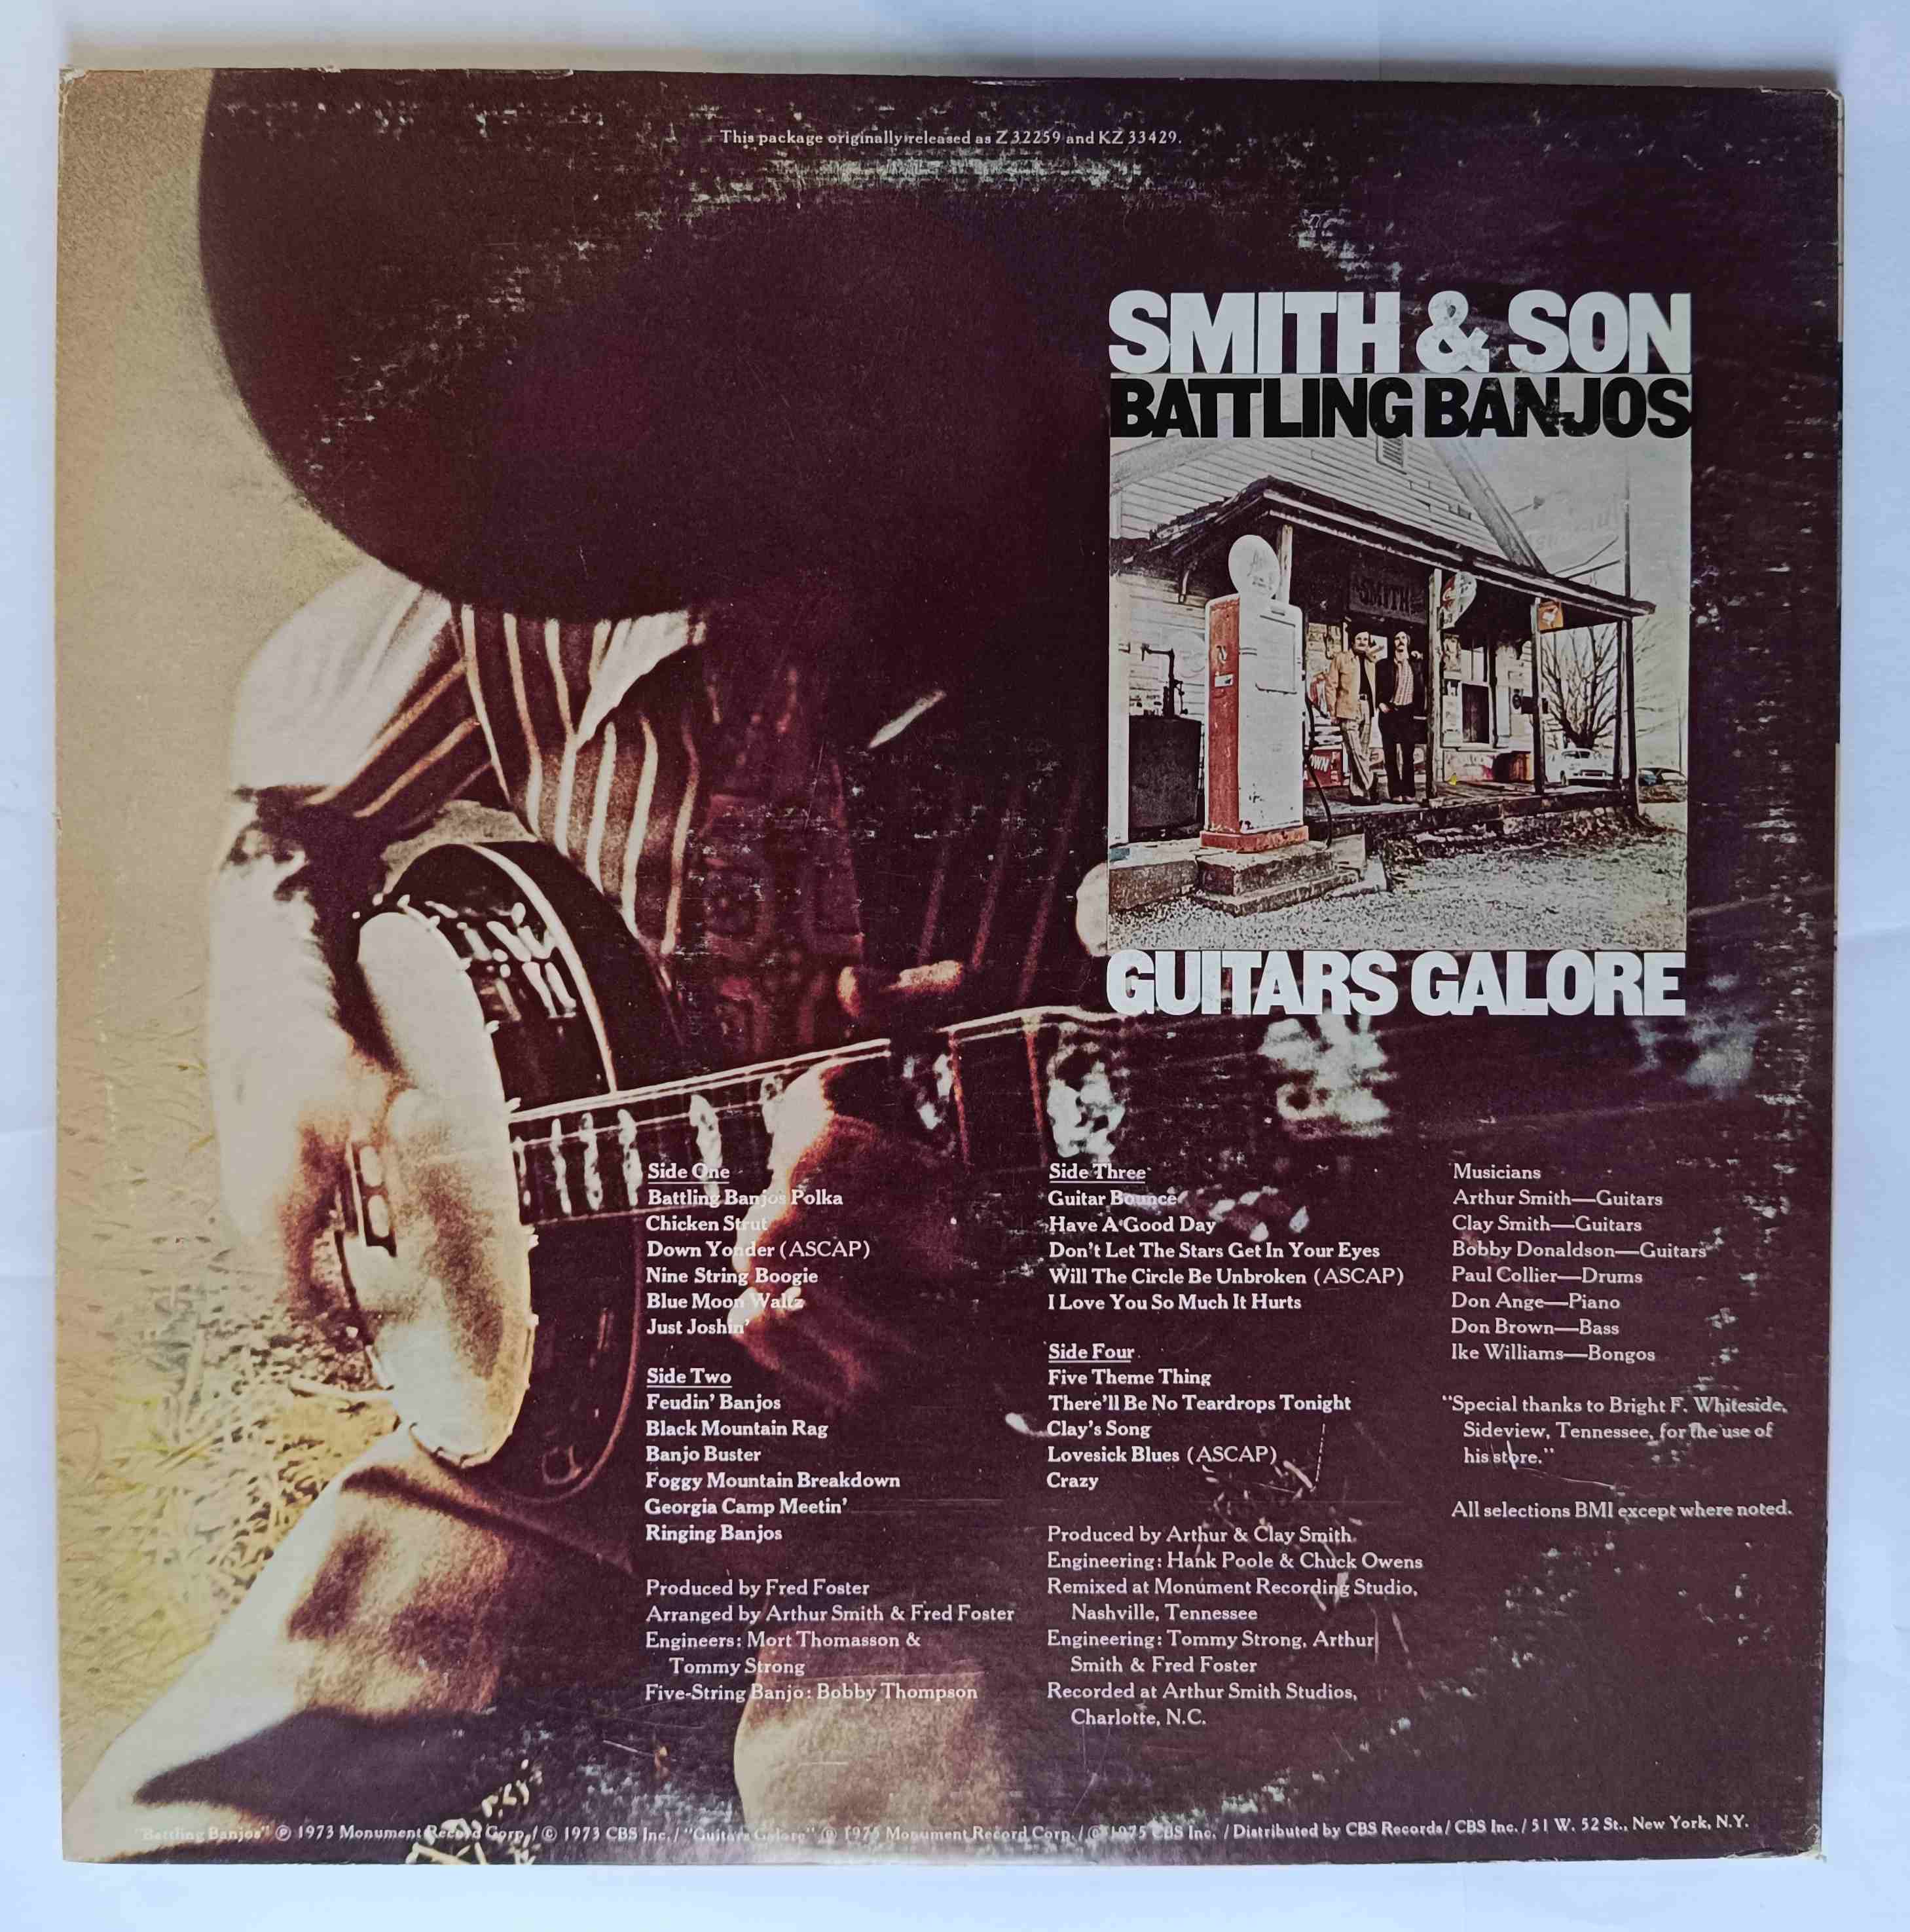 This package originally released as Z 32259 and KZ 33429.
SMITH & SON
BATTLING BANJOS
SMITH
GUITARS GALORE
Side One
Battling Banjos Polka
Chicken Strut
Down Yonder (ASCAP)
Nine String Boogie
Blue Moon Waltz
Just Joshin'
Side Two
Feudin' Banjos
Black Mountain Rag
Banjo Buster
Foggy Mountain Breakdown
Georgia Camp Meetin'
Ringing Banjos
Produced by Fred Foster
Arranged by Arthur Smith & Fred Foster
Engineers: Mort Thomasson &
Tommy Strong
Five-String Banjo: Bobby Thompson
Side Three
Guitar Bounce
Have A Good Day
Don't Let The Stars Get In Your Eyes
Will The Circle Be Unbroken (ASCAP)
I Love You So Much It Hurts
Side Four
Five Theme Thing
There'll Be No Teardrops Tonight
Clay's Song
Lovesick Blues (ASCAP)
Crazy
Produced by Arthur & Clay Smith
Engineering: Hank Poole & Chuck Owens
Remixed at Monument Recording Studio,
Nashville, Tennessee
Engineering: Tommy Strong, Arthur
Smith & Fred Foster
Recorded at Arthur Smith Studios,
Charlotte, N.C.
Musicians
Arthur Smith—Guitars
Clay Smith—Guitars
Bobby Donaldson—Guitars
Paul Collier—Drums
Don Ange—Piano
Don Brown—Bass
Ike Williams—Bongos
"Special thanks to Bright F. Whiteside,
Sideview, Tennessee, for the use of
his store."
All selections BMI except where noted.
"Battling Banjos" ℗ 1973 Monument Record Corp. / © 1973 CBS Inc. / "Guitars Galore" ℗ 1975 Monument Record Corp. / © 1975 CBS Inc. / Distributed by CBS Records / CBS Inc. / 51 W. 52 St., New York, N.Y.